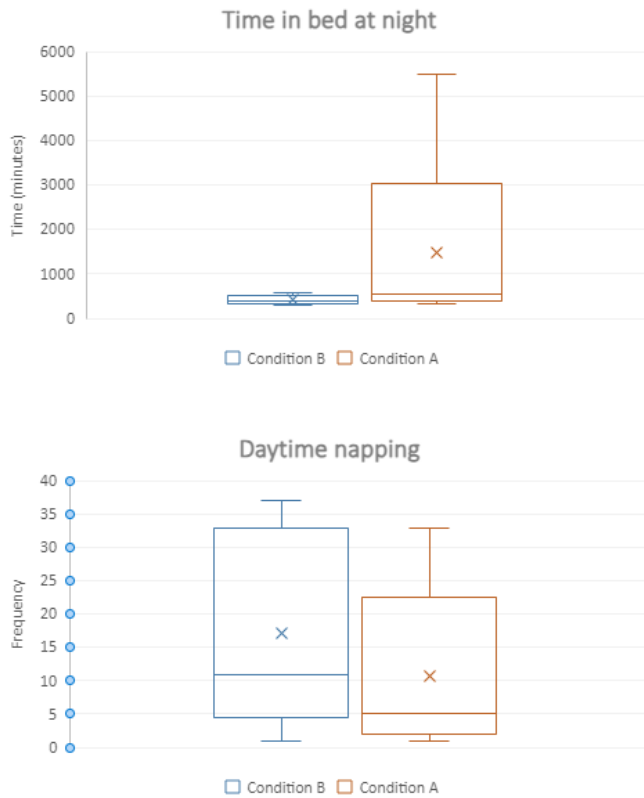 Time in bed at night
6000
5000
4000
3000
2000
1000
0
Time (minutes)
Condition B Condition A
Daytime napping
40
35
30
25
20
15
10
5
0
Frequency
Condition B Condition A